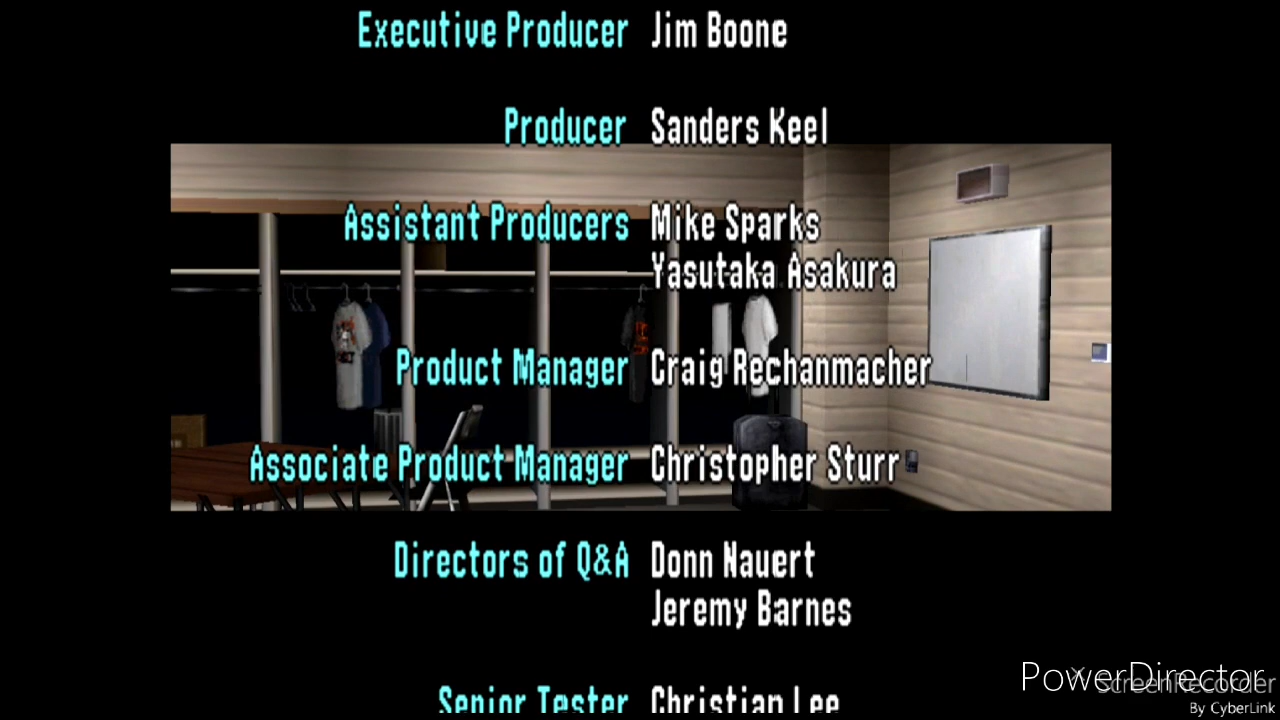 Executive Producer Jim Boone
Producer Sanders Keel
Assistant Producers Mike Sparks
Yasutaka Asakura
Product Manager Craig Rechanmacher
Associate Product Manager Christopher Sturr
Directors of Q&A Donn Nauert
Jeremy Barnes
Senior Tester Christian Lee
PowerDirector
ScreenRecorder
By CyberLink